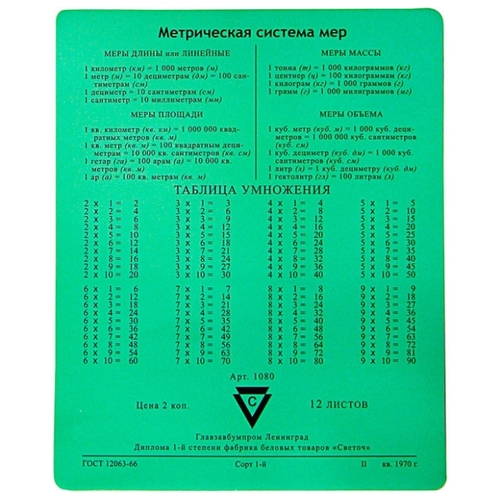 Метрическая система мер
МЕРЫ ДЛИНЫ или ЛИНЕЙНЫЕ
1 километр (км) = 1 000 метров (м)
1 метр (м) = 10 дециметрам (дм) = 100 сан-
тиметрам (см)
1 дециметр = 10 сантиметрам (см)
1 сантиметр = 10 миллиметрам (мм)
МЕРЫ ПЛОЩАДИ
1 кв. километр (кв. км) = 1 000 000 квад-
ратных метров (кв. м)
1 кв. метр (кв. м) = 100 квадратным деци-
метрам = 10 000 кв. сантиметров (кв. см)
1 гетар (га) = 100 арам (а) = 10 000 кв.
метров (кв. м)
1 ар (а) = 100 кв. метрам (кв. м)
МЕРЫ МАССЫ
1 тонна (т) = 1 000 килограммов (кг)
1 центнер (ц) = 100 килограммам (кг)
1 килограм (кг) = 1 000 граммов (г)
1 грамм (г) = 1 000 милиграммов (мг)
МЕРЫ ОБЪЕМА
1 куб. метр (куб. м) = 1 000 куб. деци-
метров = 1 000 000 куб. сантиметров
(куб. см)
1 куб. дециметр (куб. дм) = 1 000 куб.
сантиметров (куб. см)
1 литр (л) = 1 куб. дециметру (куб. дм)
1 гектолитр (гл) = 100 литрам (л)
ТАБЛИЦА УМНОЖЕНИЯ
2 x 1 = 2 3 x 1 = 3 4 x 1 = 4 5 x 1 = 5
2 x 2 = 4 3 x 2 = 6 4 x 2 = 8 5 x 2 = 10
2 x 3 = 6 3 x 3 = 9 4 x 3 = 12 5 x 3 = 15
2 x 4 = 8 3 x 4 = 12 4 x 4 = 16 5 x 4 = 20
2 x 5 = 10 3 x 5 = 15 4 x 5 = 20 5 x 5 = 25
2 x 6 = 12 3 x 6 = 18 4 x 6 = 24 5 x 6 = 30
2 x 7 = 14 3 x 7 = 21 4 x 7 = 28 5 x 7 = 35
2 x 8 = 16 3 x 8 = 24 4 x 8 = 32 5 x 8 = 40
2 x 9 = 18 3 x 9 = 27 4 x 9 = 36 5 x 9 = 45
2 x 10 = 20 3 x 10 = 30 4 x 10 = 40 5 x 10 = 50
6 x 1 = 6 7 x 1 = 7 8 x 1 = 8 9 x 1 = 9
6 x 2 = 12 7 x 2 = 14 8 x 2 = 16 9 x 2 = 18
6 x 3 = 18 7 x 3 = 21 8 x 3 = 24 9 x 3 = 27
6 x 4 = 24 7 x 4 = 28 8 x 4 = 32 9 x 4 = 36
6 x 5 = 30 7 x 5 = 35 8 x 5 = 40 9 x 5 = 45
6 x 6 = 36 7 x 6 = 42 8 x 6 = 48 9 x 6 = 54
6 x 7 = 42 7 x 7 = 49 8 x 7 = 56 9 x 7 = 63
6 x 8 = 48 7 x 8 = 56 8 x 8 = 64 9 x 8 = 72
6 x 9 = 54 7 x 9 = 63 8 x 9 = 72 9 x 9 = 81
6 x 10 = 60 7 x 10 = 70 8 x 10 = 80 9 x 10 = 90
Арт. 1080
Цена 2 коп. С 12 ЛИСТОВ
Главзавбумпром Ленинград
Диплома 1-й степени фабрика беловых товаров «Светоч»
ГОСТ 12063-66 Сорт 1-й II кв. 1970 г.